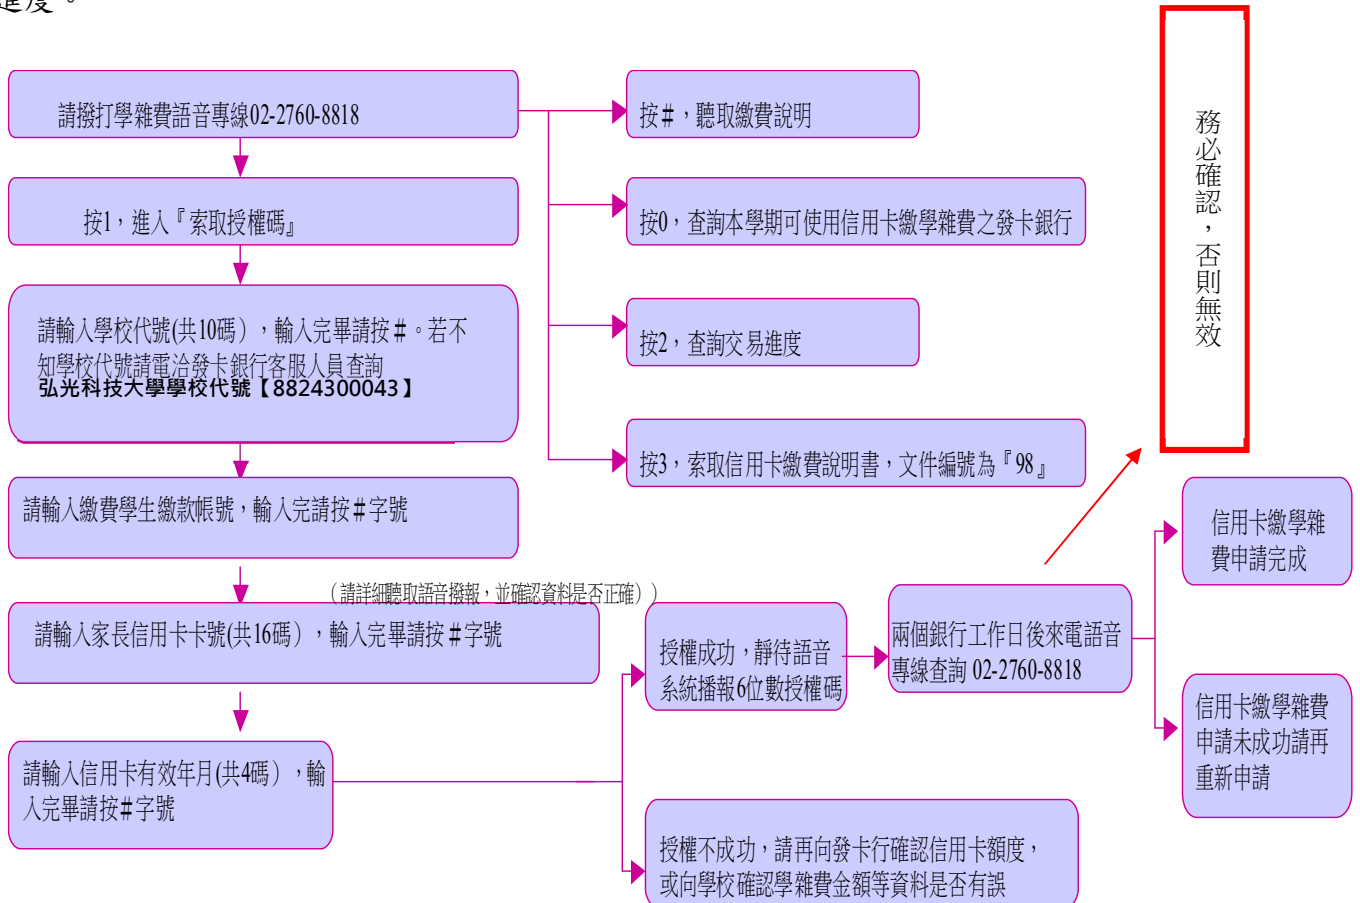 進度。
請撥打學雜費語音專線02-2760-8818
按1，進入『索取授權碼』
請輸入學校代號(共10碼），輸入完畢請按＃。若不
知學校代號請電洽發卡銀行客服人員查詢
弘光科技大學學校代號【8824300043】
請輸入繳費學生繳款帳號，輸入完請按＃字號
（請詳細聽取語音撥報，並確認資料是否正確））
請輸入家長信用卡卡號(共16碼），輸入完畢請按＃字號
請輸入信用卡有效年月(共4碼），輸
入完畢請按＃字號
按＃，聽取繳費說明
按0，查詢本學期可使用信用卡繳學雜費之發卡銀行
按2，查詢交易進度
按3，索取信用卡繳費說明書，文件編號為『98』
授權成功，靜待語音
系統播報6位數授權碼
授權不成功，請再向發卡行確認信用卡額度，
或向學校確認學雜費金額等資料是否有誤
兩個銀行工作日後來電語音
專線查詢 02-2760-8818
務必確認，否則無效
信用卡繳學雜
費申請完成
信用卡繳學雜費
申請未成功請再
重新申請